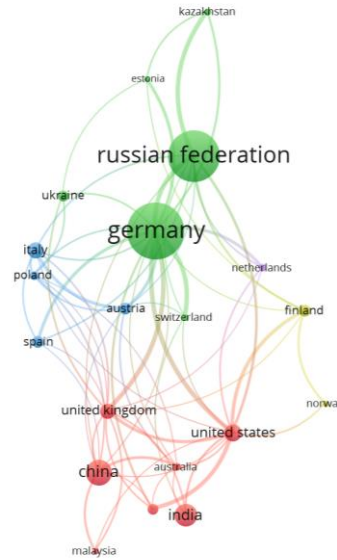 kazakhstan
estonia
russian federation
ukraine
germany
italy
netherlands
poland
austria
switzerland
finland
spain
norwa
united kingdom
united states
china
australia
india
malaysia